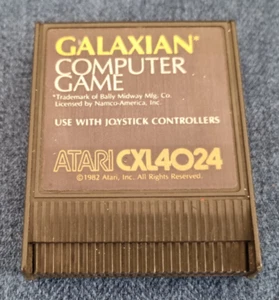 GALAXIAN*
COMPUTER
GAME
*Trademark of Bally Midway Mfg. Co.
Licensed by Namco-America, Inc.
USE WITH JOYSTICK CONTROLLERS
ATARI CXL4024
©1982 Atari, Inc. All Rights Reserved.